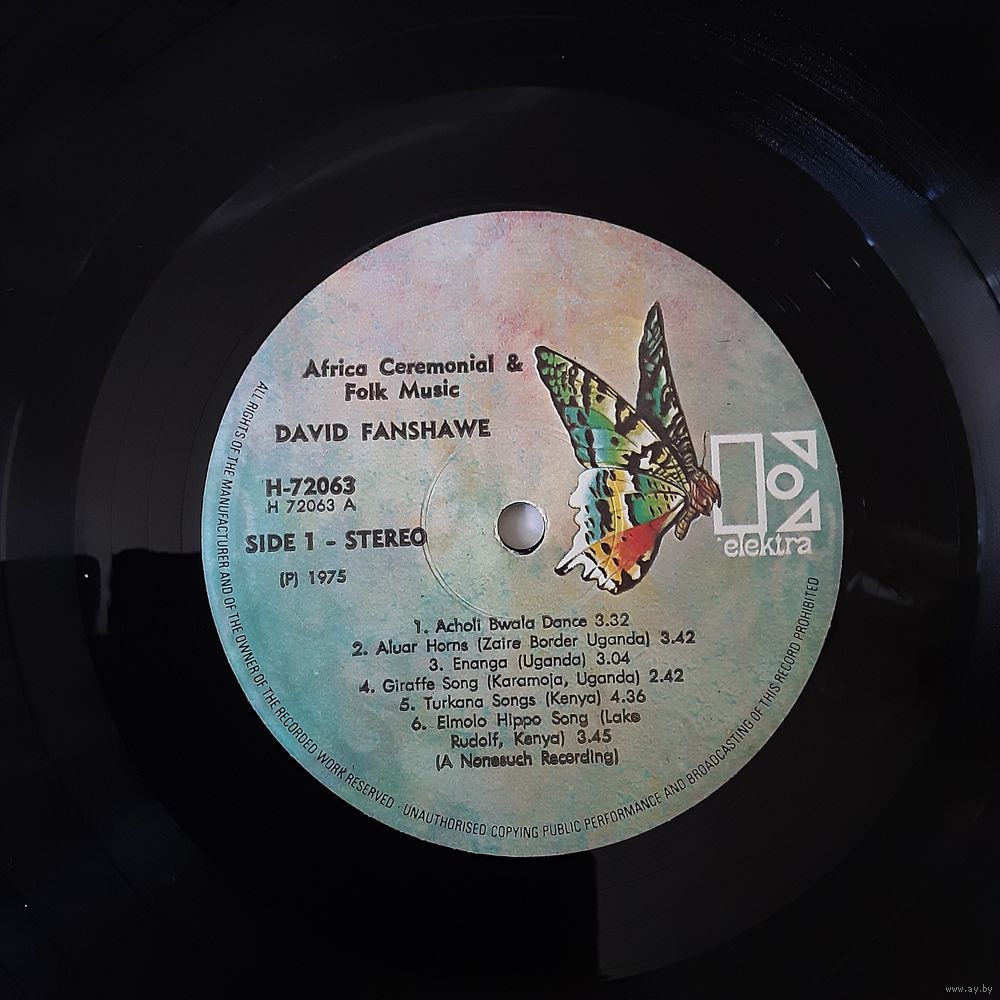 Africa Ceremonial &
Folk Music
DAVID FANSHAWE
H-72063
H 72063 A
SIDE 1 - STEREO
(P) 1975
elektra
1. Acholi Bwala Dance 3.32
2. Aluar Horns (Zaire Border Uganda) 3.42
3. Enanga (Uganda) 3.04
4. Giraffe Song (Karamoja, Uganda) 2.42
5. Turkana Songs (Kenya) 4.36
6. Elmolo Hippo Song (Lake
Rudolf, Kenya) 3.45
(A Nonesuch Recording)
ALL RIGHTS OF THE MANUFACTURER AND OF THE OWNER OF THE RECORDED WORK RESERVED · UNAUTHORISED COPYING PUBLIC PERFORMANCE AND BROADCASTING OF THIS RECORD PROHIBITED
www.ay.by